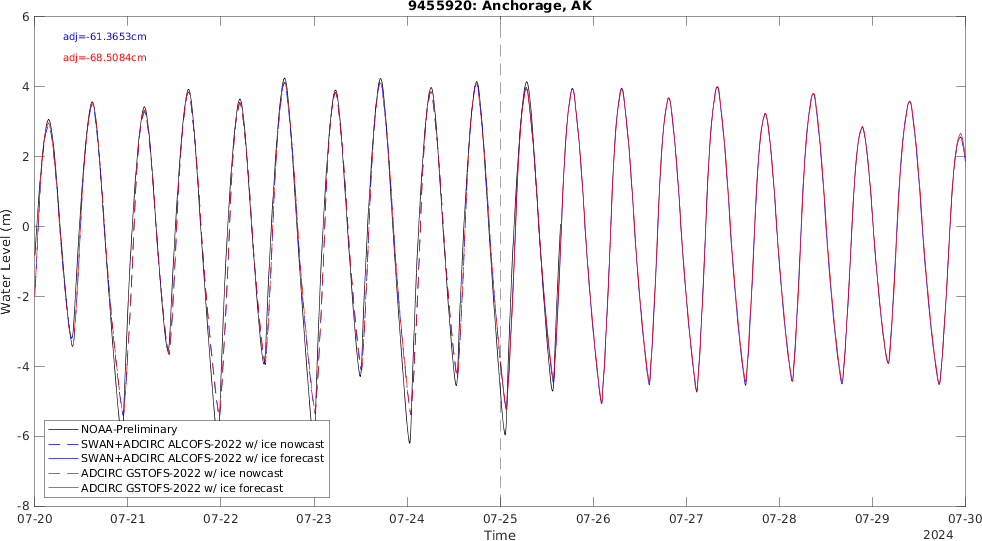 9455920: Anchorage, AK
adj=-61.3653cm
adj=-68.5084cm
Water Level (m)
6
4
2
0
-2
-4
-6
-8
NOAA-Preliminary
SWAN+ADCIRC ALCOFS-2022 w/ ice nowcast
SWAN+ADCIRC ALCOFS-2022 w/ ice forecast
ADCIRC GSTOFS-2022 w/ ice nowcast
ADCIRC GSTOFS-2022 w/ ice forecast
07-20 07-21 07-22 07-23 07-24 07-25 07-26 07-27 07-28 07-29 07-30
Time
2024